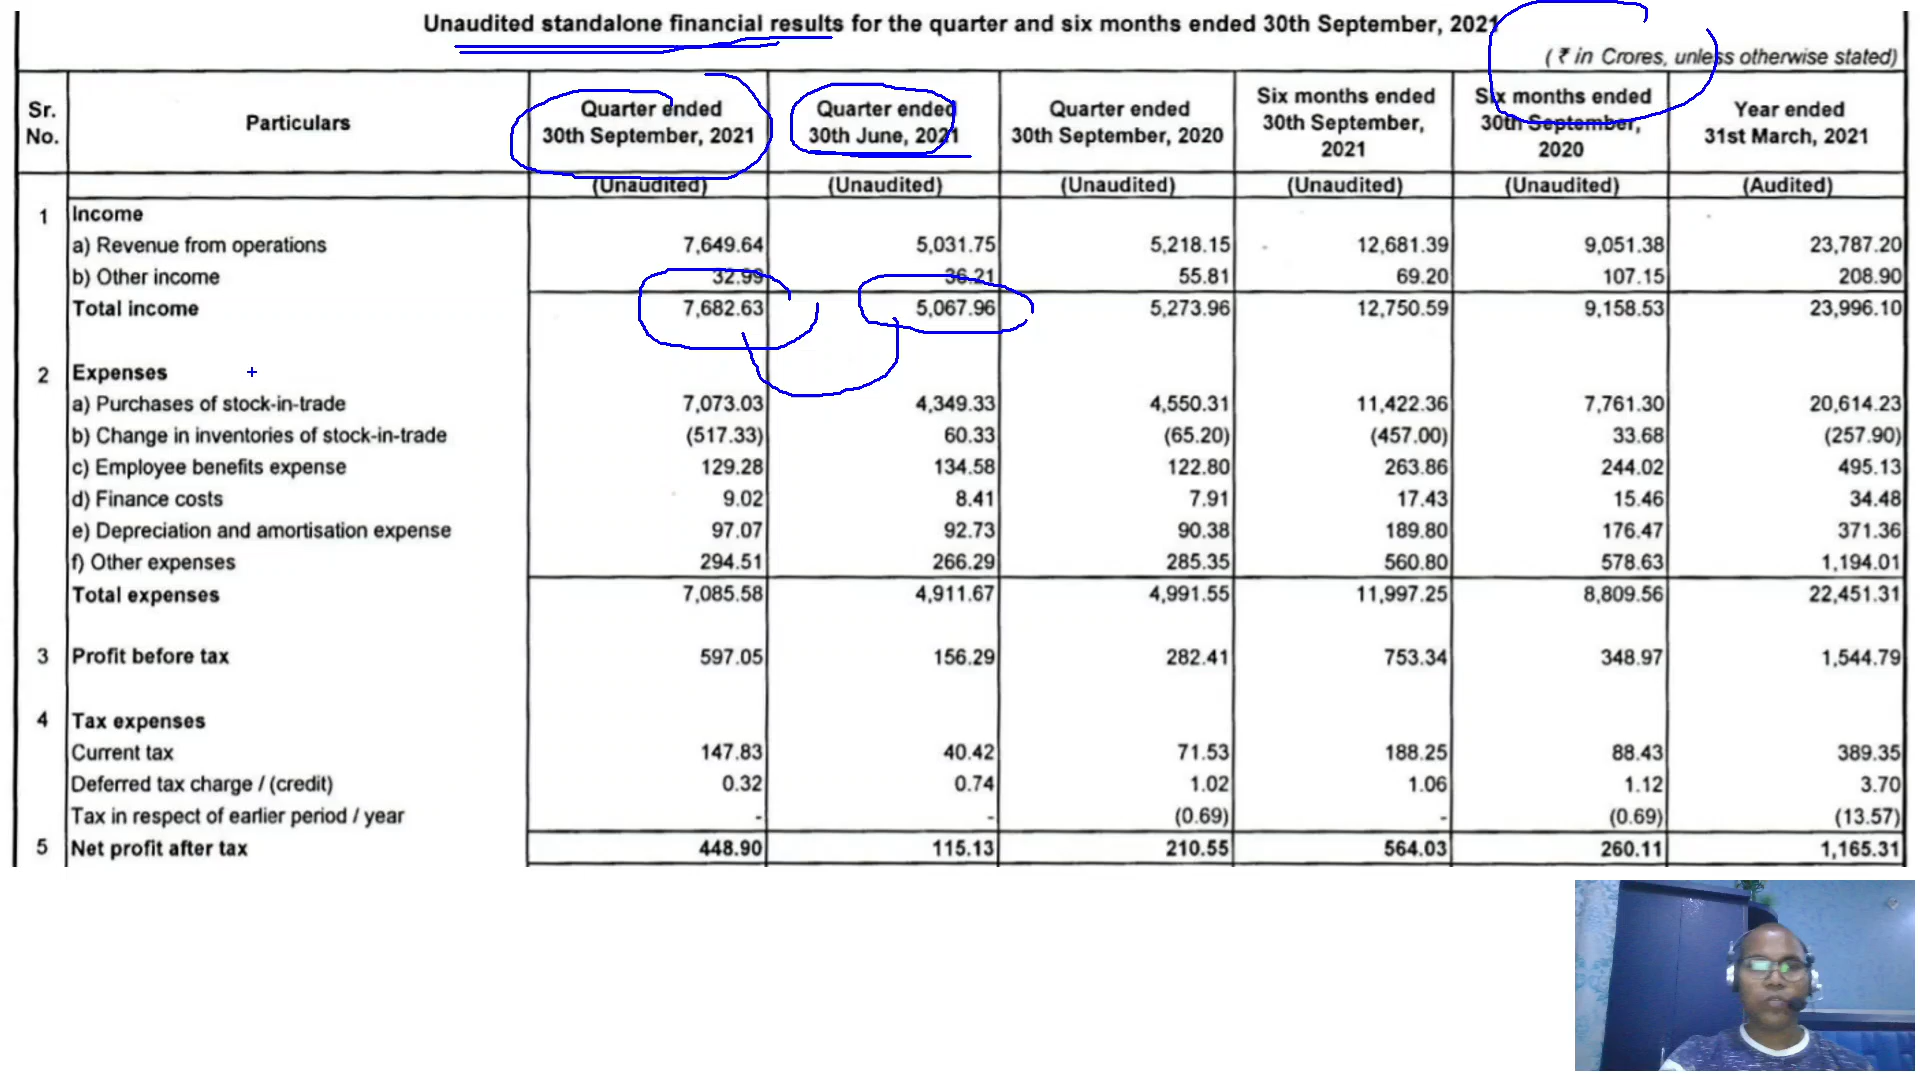 Unaudited standalone financial results for the quarter and six months ended 30th September, 2021
(₹ in Crores, unless otherwise stated)
Sr. No. Particulars Quarter ended 30th September, 2021 Quarter ended 30th June, 2021 Quarter ended 30th September, 2020 Six months ended 30th September, 2021 Six months ended 30th September, 2020 Year ended 31st March, 2021
(Unaudited) (Unaudited) (Unaudited) (Unaudited) (Unaudited) (Audited)
1 Income
a) Revenue from operations 7,649.64 5,031.75 5,218.15 12,681.39 9,051.38 23,787.20
b) Other income 32.99 36.21 55.81 69.20 107.15 208.90
Total income 7,682.63 5,067.96 5,273.96 12,750.59 9,158.53 23,996.10
2 Expenses
a) Purchases of stock-in-trade 7,073.03 4,349.33 4,550.31 11,422.36 7,761.30 20,614.23
b) Change in inventories of stock-in-trade (517.33) 60.33 (65.20) (457.00) 33.68 (257.90)
c) Employee benefits expense 129.28 134.58 122.80 263.86 244.02 495.13
d) Finance costs 9.02 8.41 7.91 17.43 15.46 34.48
e) Depreciation and amortisation expense 97.07 92.73 90.38 189.80 176.47 371.36
f) Other expenses 294.51 266.29 285.35 560.80 578.63 1,194.01
Total expenses 7,085.58 4,911.67 4,991.55 11,997.25 8,809.56 22,451.31
3 Profit before tax 597.05 156.29 282.41 753.34 348.97 1,544.79
4 Tax expenses
Current tax 147.83 40.42 71.53 188.25 88.43 389.35
Deferred tax charge / (credit) 0.32 0.74 1.02 1.06 1.12 3.70
Tax in respect of earlier period / year - - (0.69) - (0.69) (13.57)
5 Net profit after tax 448.90 115.13 210.55 564.03 260.11 1,165.31